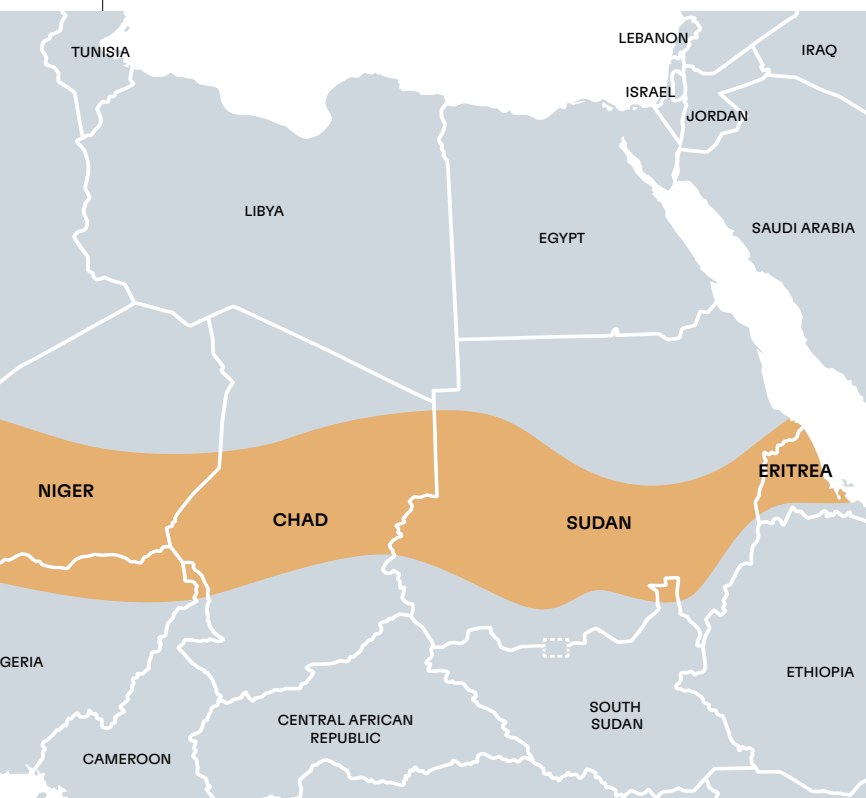 TUNISIA
LEBANON
IRAQ
ISRAEL
JORDAN
LIBYA
EGYPT
SAUDI ARABIA
NIGER
CHAD
SUDAN
ERITREA
GERIA
ETHIOPIA
CENTRAL AFRICAN
REPUBLIC
SOUTH
SUDAN
CAMEROON